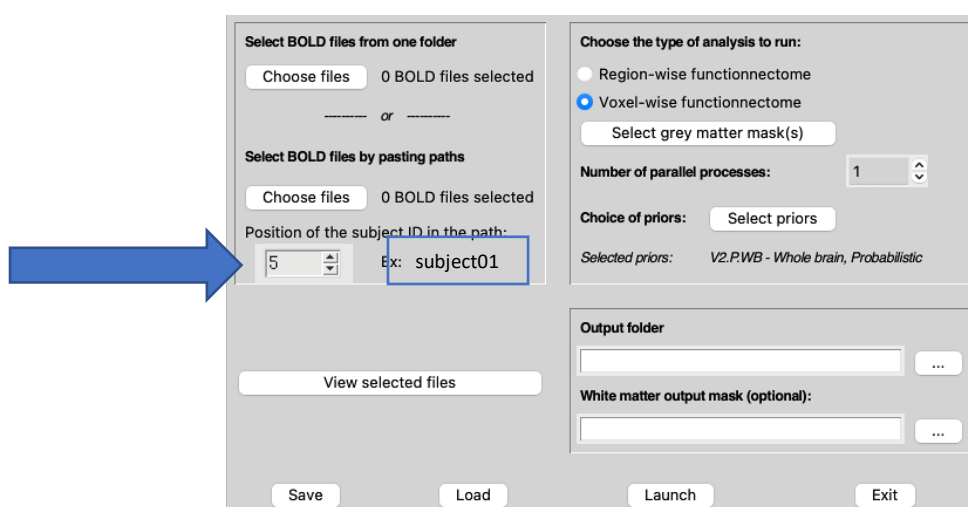 Select BOLD files from one folder
Choose files 0 BOLD files selected
---------- or ----------
Select BOLD files by pasting paths
Choose files 0 BOLD files selected
Position of the subject ID in the path:
5 Ex: subject01
View selected files
Choose the type of analysis to run:
Region-wise functionnectome
Voxel-wise functionnectome
Select grey matter mask(s)
Number of parallel processes: 1
Choice of priors: Select priors
Selected priors: V2.P.WB - Whole brain, Probabilistic
Output folder
...
White matter output mask (optional):
...
Save Load Launch Exit